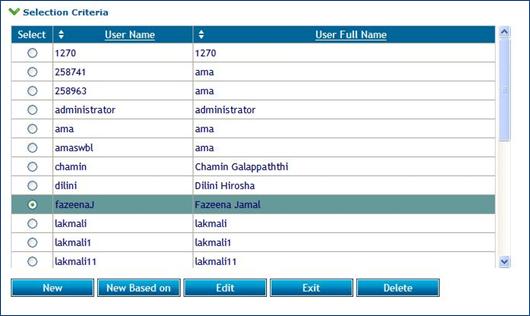 Selection Criteria
Select User Name User Full Name
1270 1270
258741 ama
258963 ama
administrator administrator
ama ama
amaswbl ama
chamin Chamin Galappaththi
dilini Dilini Hirosha
fazeenaJ Fazeena Jamal
lakmali lakmali
lakmali1 lakmali1
lakmali11 lakmali11
New New Based on Edit Exit Delete